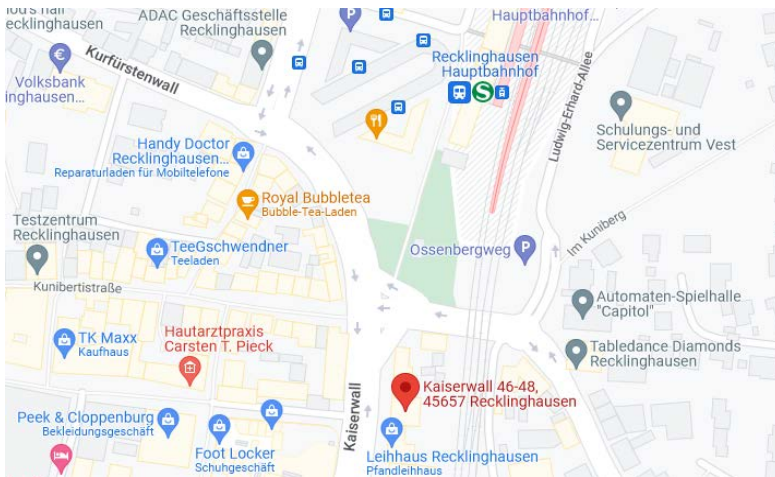 ecklinghausen
ADAC Geschäftsstelle
Recklinghausen
P
Hauptbahnhof...
Kurfürstenwall
€
Volksbank
inghausen...
Recklinghausen
Hauptbahnhof
S
Ludwig-Erhard-Allee
Schulungs- und
Servicezentrum Vest
Handy Doctor
Recklinghausen...
Reparaturladen für Mobiltelefone
Royal Bubbletea
Bubble-Tea-Laden
Testzentrum
Recklinghausen
TeeGschwendner
Teeladen
Ossenbergweg
P
Im Kuniberg
Kunibertistraße
Automaten-Spielhalle
"Capitol"
TK Maxx
Kaufhaus
Hautarztpraxis
Carsten T. Pieck
Tabledance Diamonds
Recklinghausen
Kaiserwall 46-48,
45657 Recklinghausen
Kaiserwall
Peek & Cloppenburg
Bekleidungsgeschäft
Foot Locker
Schuhgeschäft
Leihhaus Recklinghausen
Pfandleihhaus